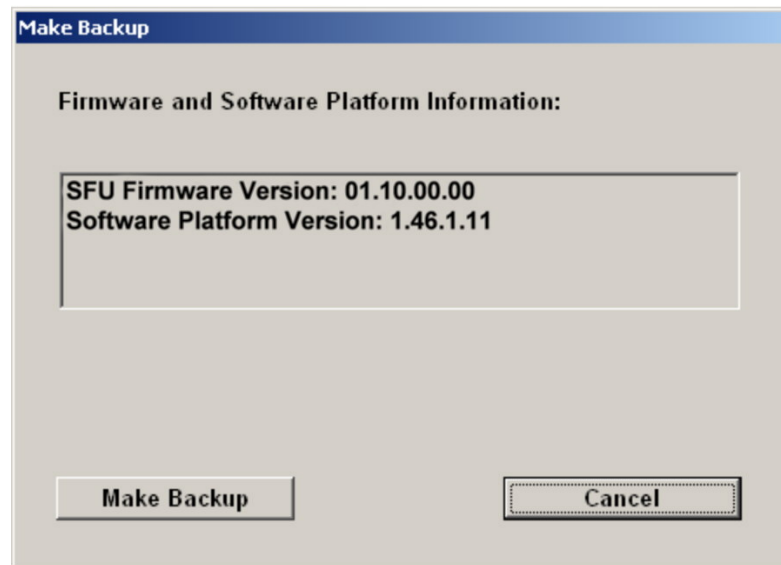 Make Backup
Firmware and Software Platform Information:
SFU Firmware Version: 01.10.00.00
Software Platform Version: 1.46.1.11
Make Backup
Cancel